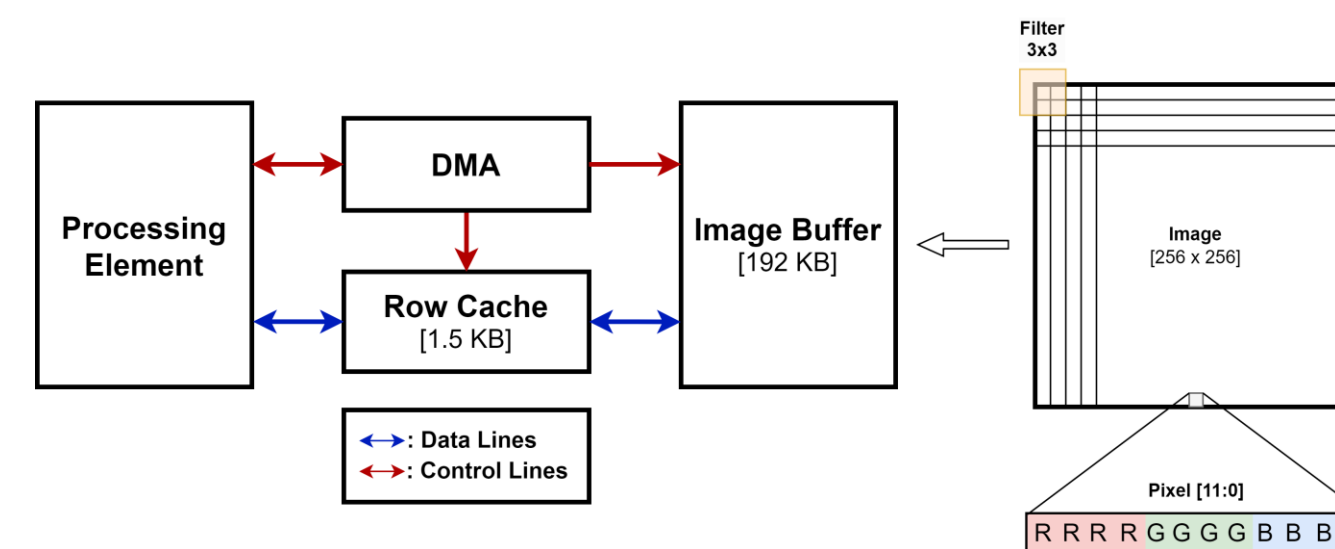 Filter
3x3
Processing
Element
DMA
Row Cache
[1.5 KB]
Image Buffer
[192 KB]
Image
[256 x 256]
: Data Lines
: Control Lines
Pixel [11:0]
R R R R G G G G B B B